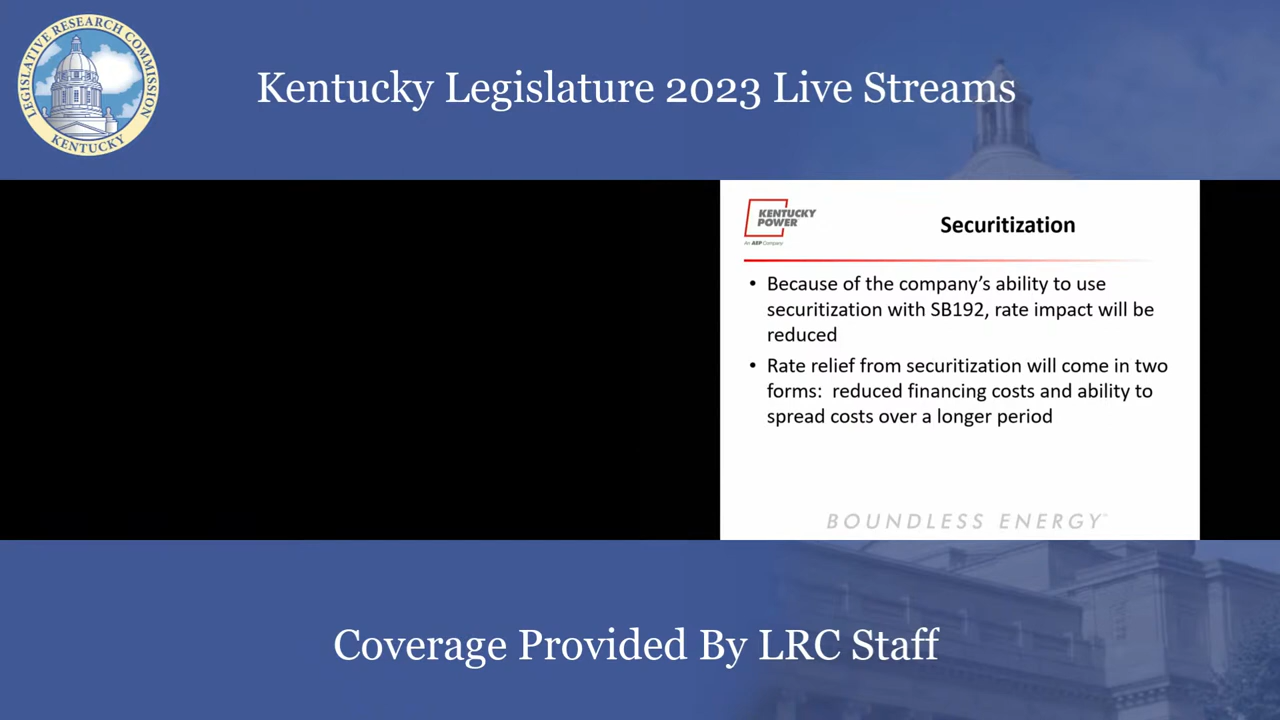 LEGISLATIVE RESEARCH COMMISSION
KENTUCKY
Kentucky Legislature 2023 Live Streams
KENTUCKY
POWER
An AEP Company
Securitization
• Because of the company's ability to use
securitization with SB192, rate impact will be
reduced
• Rate relief from securitization will come in two
forms: reduced financing costs and ability to
spread costs over a longer period
BOUNDLESS ENERGY™
Coverage Provided By LRC Staff